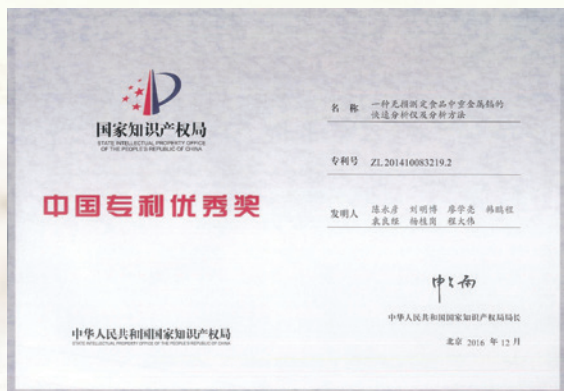 国家知识产权局
STATE INTELLECTUAL PROPERTY OFFICE
OF THE PEOPLE'S REPUBLIC OF CHINA
中国专利优秀奖
中华人民共和国国家知识产权局
STATE INTELLECTUAL PROPERTY OFFICE OF THE PEOPLE'S REPUBLIC OF CHINA
名 称 一种无损测定食品中重金属镉的
快速分析仪及分析方法
专利号 ZL 201410083219.2
发明人 陈永彦 刘明博 廖学亮 韩鹏程
袁良经 杨桂岗 程大伟
中华人民共和国国家知识产权局局长
北京 2016 年 12 月